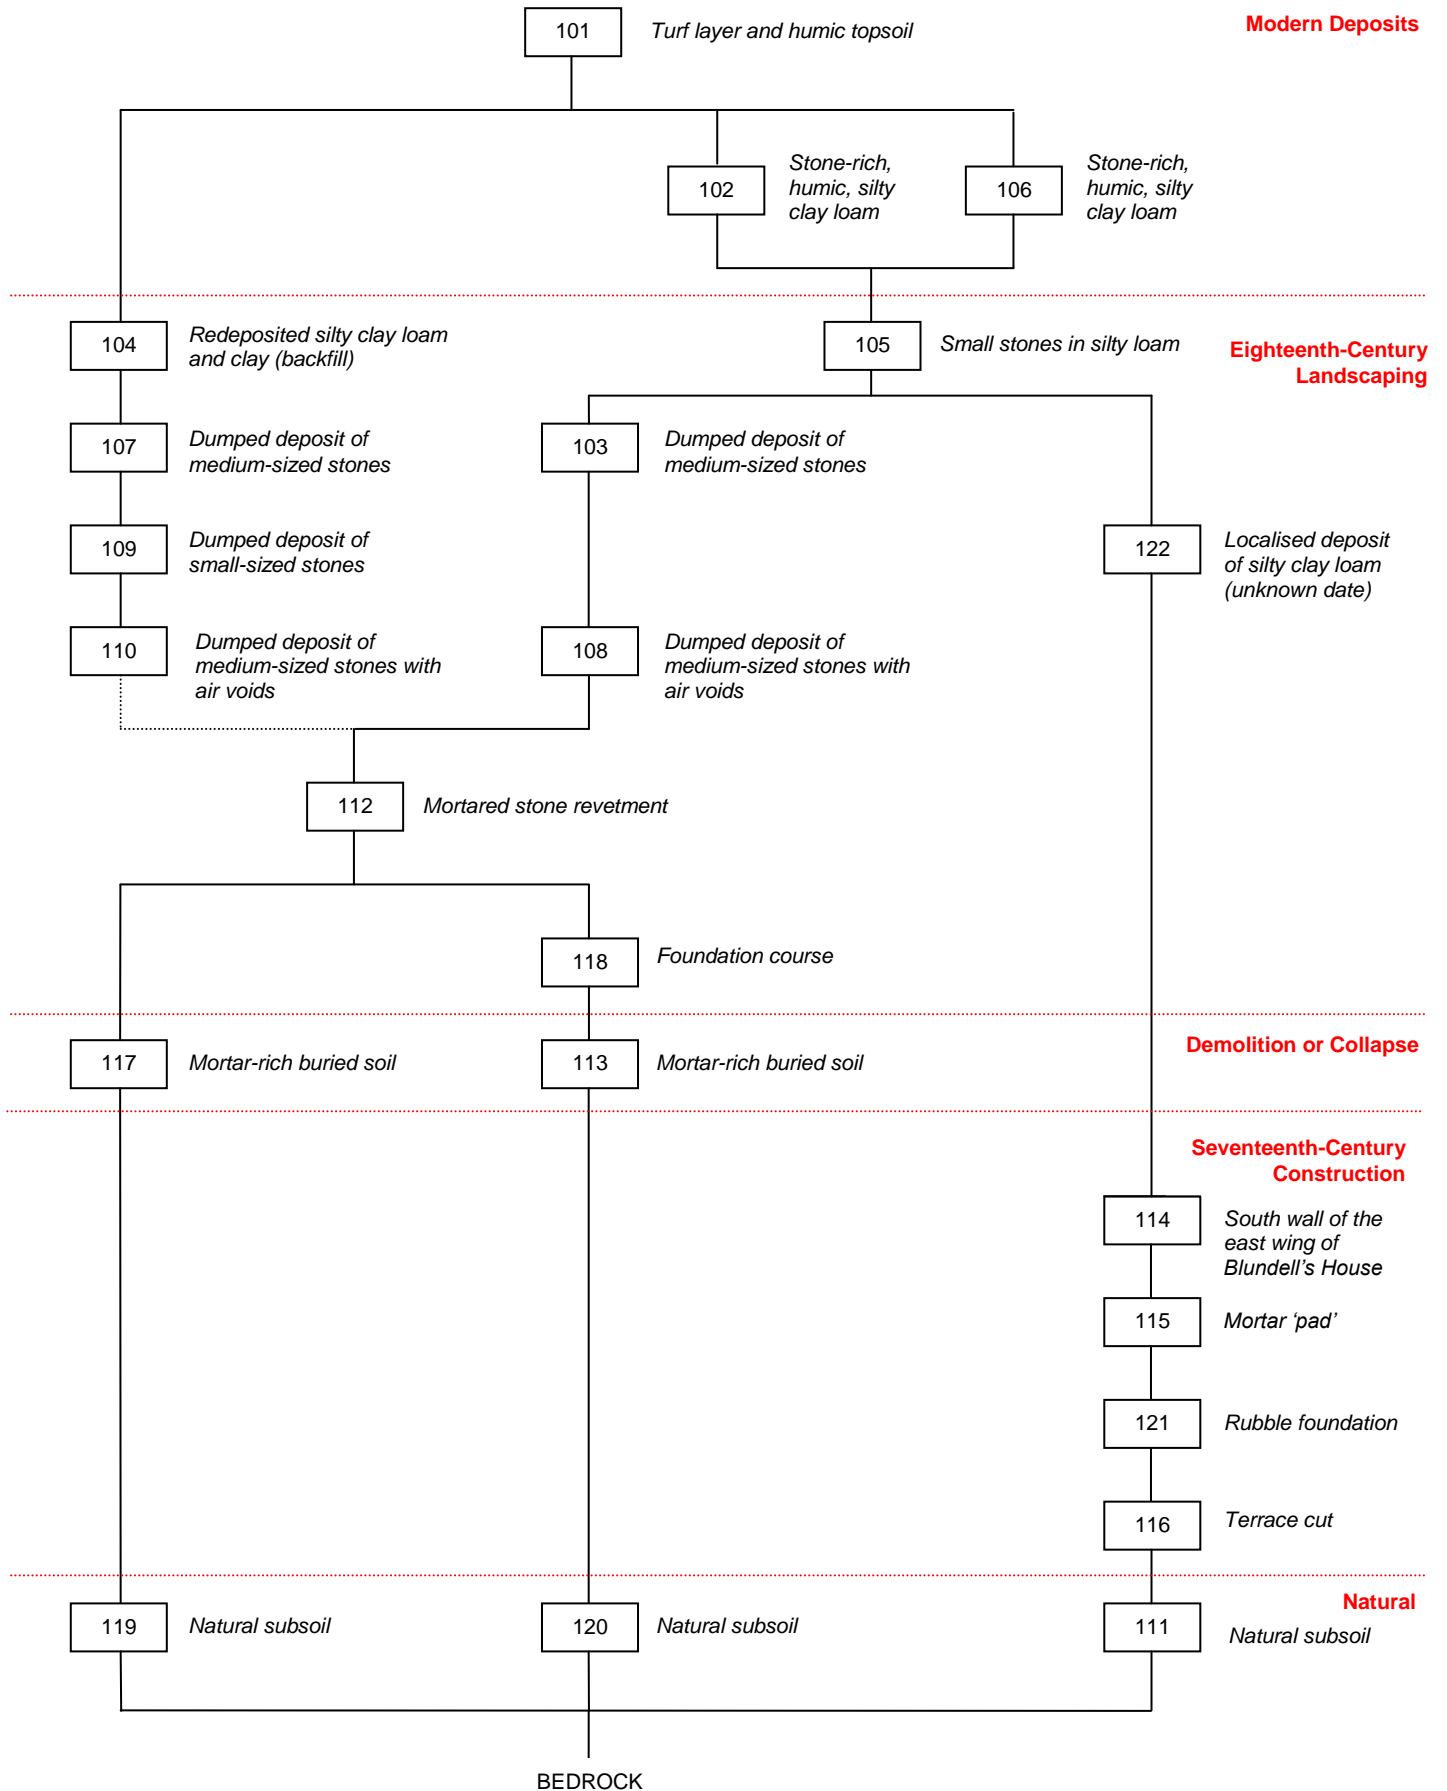 101
Turf layer and humic topsoil
Modern Deposits
102
Stone-rich,
humic, silty
clay loam
106
Stone-rich,
humic, silty
clay loam
104
Redeposited silty clay loam
and clay (backfill)
105
Small stones in silty loam
Eighteenth-Century
Landscaping
107
Dumped deposit of
medium-sized stones
103
Dumped deposit of
medium-sized stones
109
Dumped deposit of
small-sized stones
122
Localised deposit
of silty clay loam
(unknown date)
110
Dumped deposit of
medium-sized stones with
air voids
108
Dumped deposit of
medium-sized stones with
air voids
112
Mortared stone revetment
118
Foundation course
117
Mortar-rich buried soil
113
Mortar-rich buried soil
Demolition or Collapse
Seventeenth-Century
Construction
114
South wall of the
east wing of
Blundell’s House
115
Mortar ‘pad’
121
Rubble foundation
116
Terrace cut
Natural
119
Natural subsoil
120
Natural subsoil
111
Natural subsoil
BEDROCK